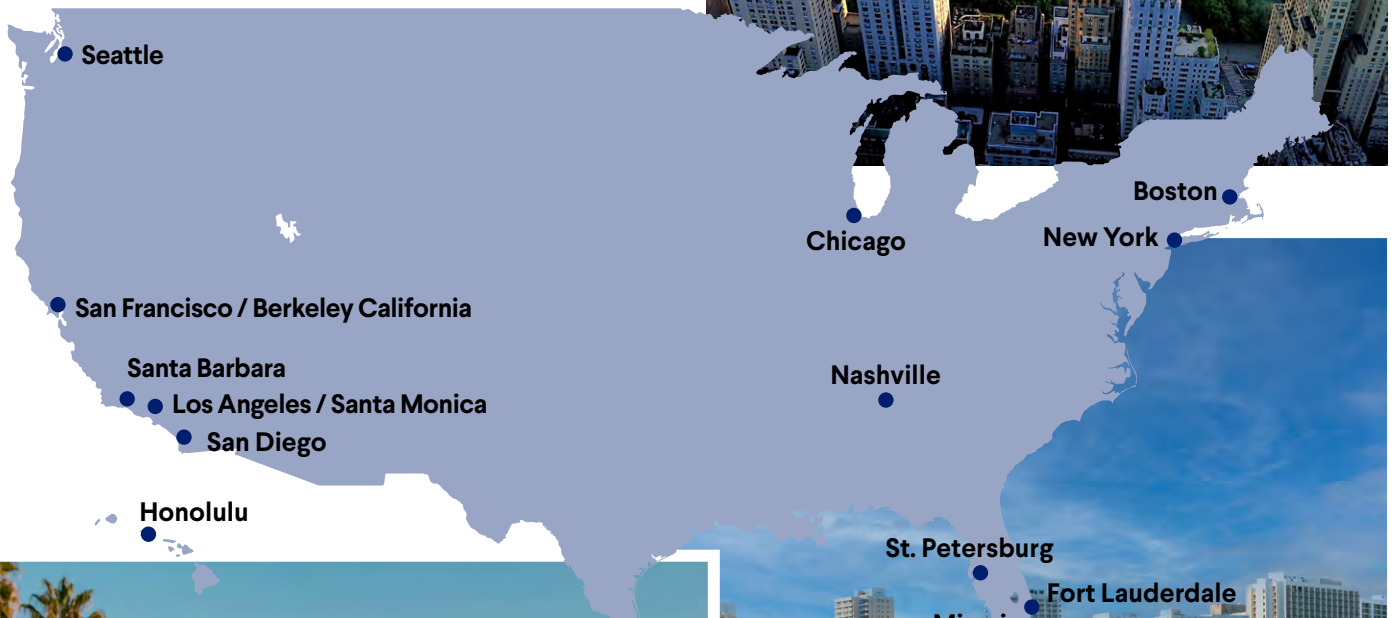 Seattle
Boston
New York
Chicago
San Francisco / Berkeley California
Santa Barbara
Nashville
Los Angeles / Santa Monica
San Diego
Honolulu
St. Petersburg
Fort Lauderdale